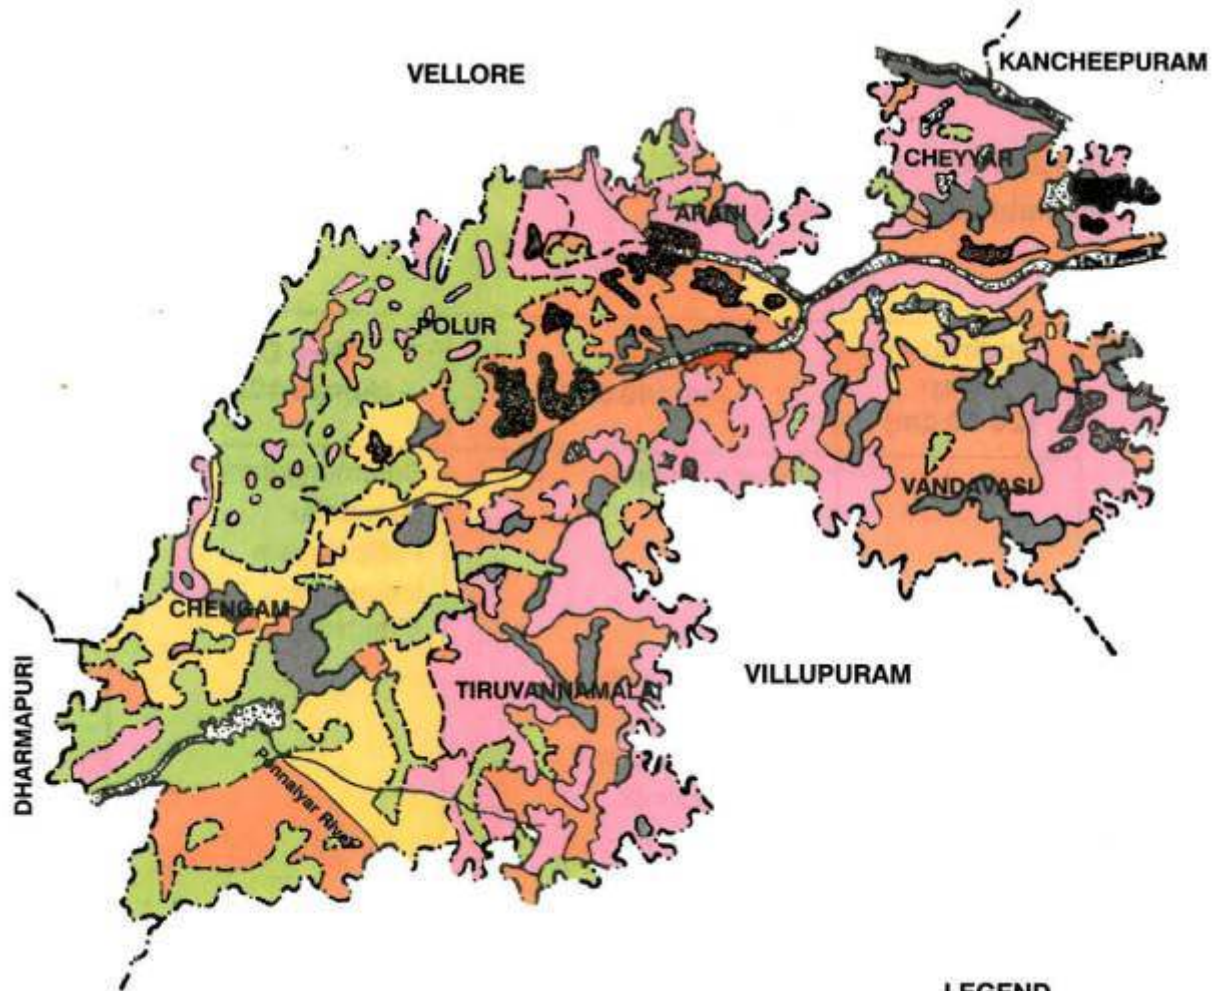 VELLORE
KANCHEEPURAM
CHEYYAR
ARANI
POLUR
VANDAVASI
CHENGAM
TIRUVANNAMALAI
VILLUPURAM
DHARMAPURI
Ponnaiyar River
LEGEND